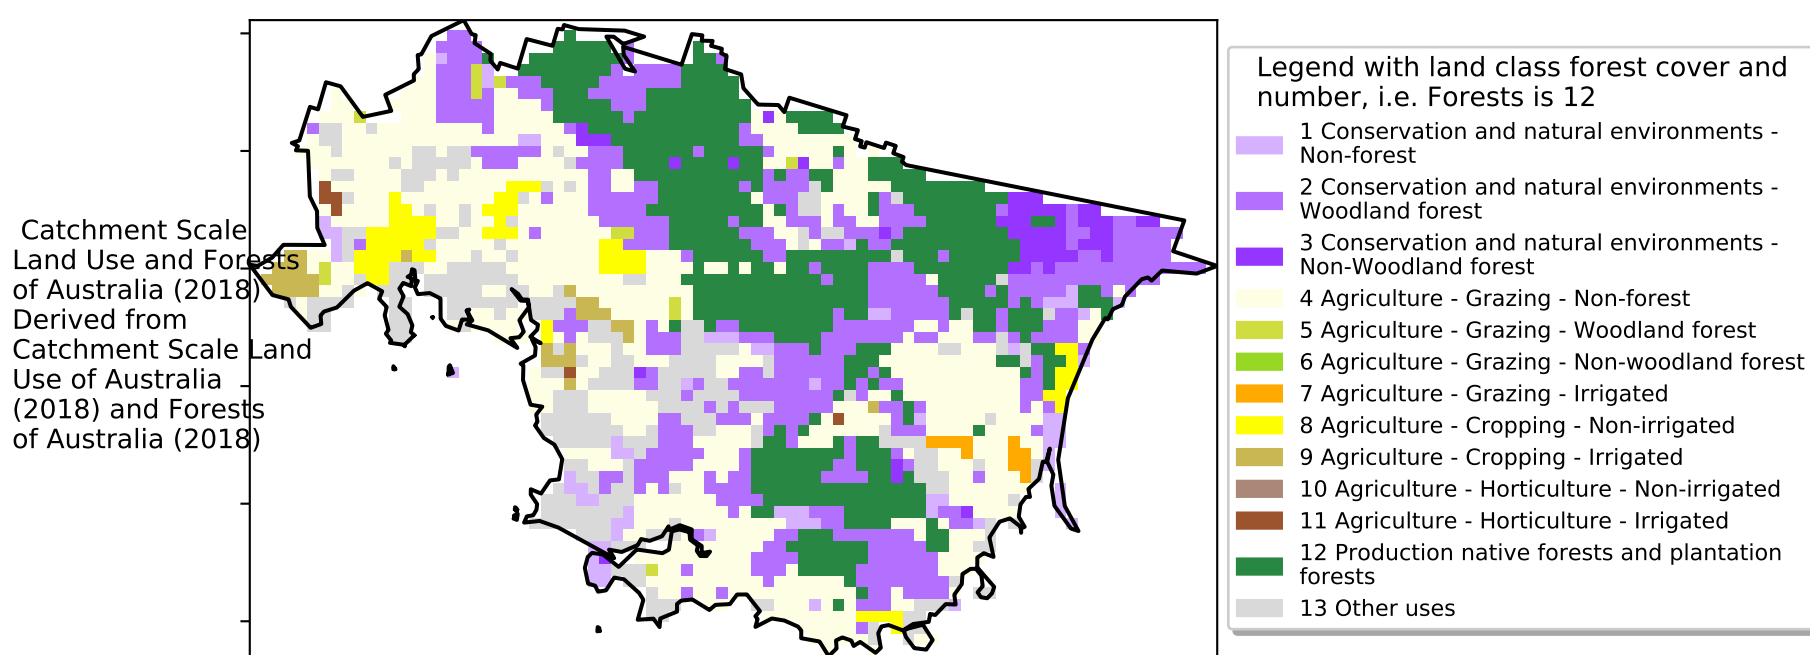 Catchment Scale
Land Use and Forests
of Australia (2018)
Derived from
Catchment Scale Land
Use of Australia
(2018) and Forests
of Australia (2018)
Legend with land class forest cover and
number, i.e. Forests is 12
1 Conservation and natural environments -
Non-forest
2 Conservation and natural environments -
Woodland forest
3 Conservation and natural environments -
Non-Woodland forest
4 Agriculture - Grazing - Non-forest
5 Agriculture - Grazing - Woodland forest
6 Agriculture - Grazing - Non-woodland forest
7 Agriculture - Grazing - Irrigated
8 Agriculture - Cropping - Non-irrigated
9 Agriculture - Cropping - Irrigated
10 Agriculture - Horticulture - Non-irrigated
11 Agriculture - Horticulture - Irrigated
12 Production native forests and plantation
forests
13 Other uses